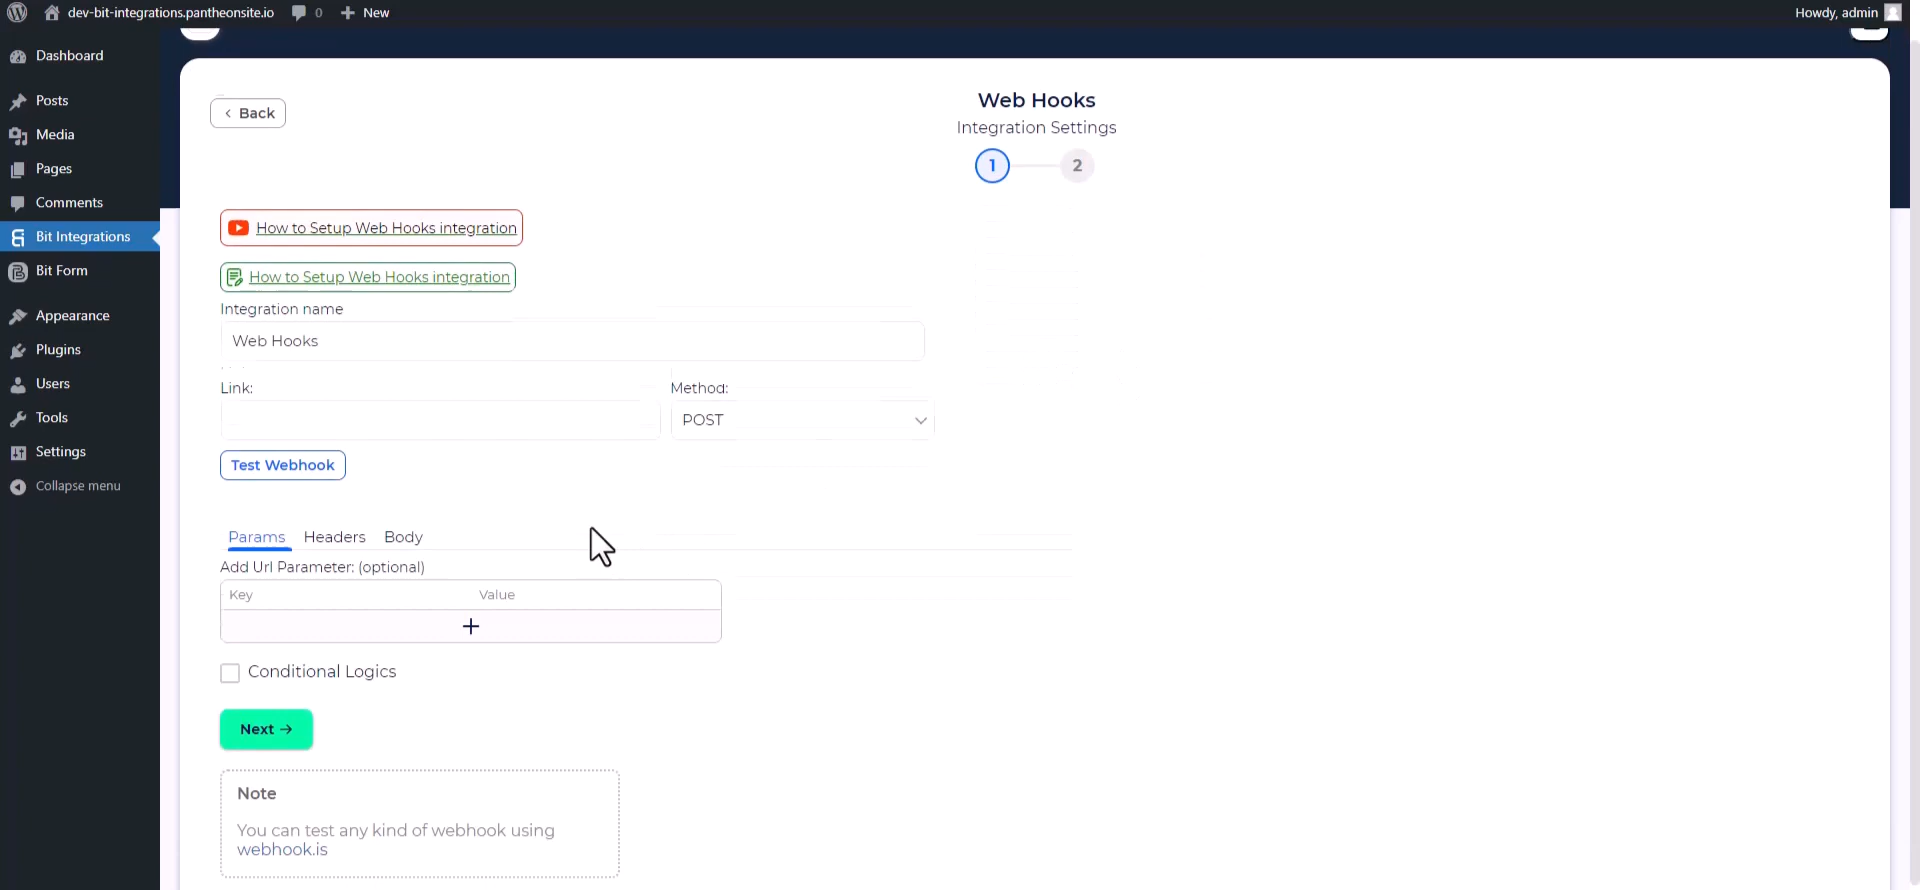 dev-bit-integrations.pantheonsite.io 0 New Howdy, admin
Dashboard
Posts
Media
Pages
Comments
Bit Integrations
Bit Form
Appearance
Plugins
Users
Tools
Settings
Collapse menu
Back
Web Hooks
Integration Settings
1 2
How to Setup Web Hooks integration
How to Setup Web Hooks integration
Integration name
Web Hooks
Link: Method:
POST
Test Webhook
Params Headers Body
Add Url Parameter: (optional)
Key Value
+
Conditional Logics
Next →
Note
You can test any kind of webhook using
webhook.is